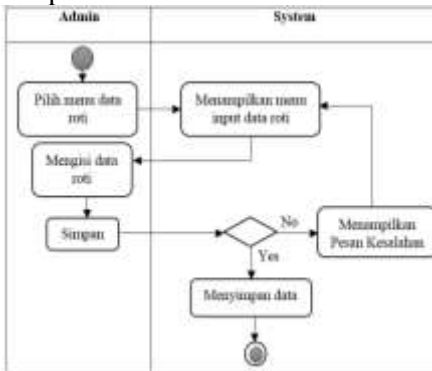 Admin
System
Pilih menu data
roti
Menampilkan menu
input data roti
Mengisi data
roti
Simpan
No
Menampilkan
Pesan Kesalahan
Yes
Menyimpan data